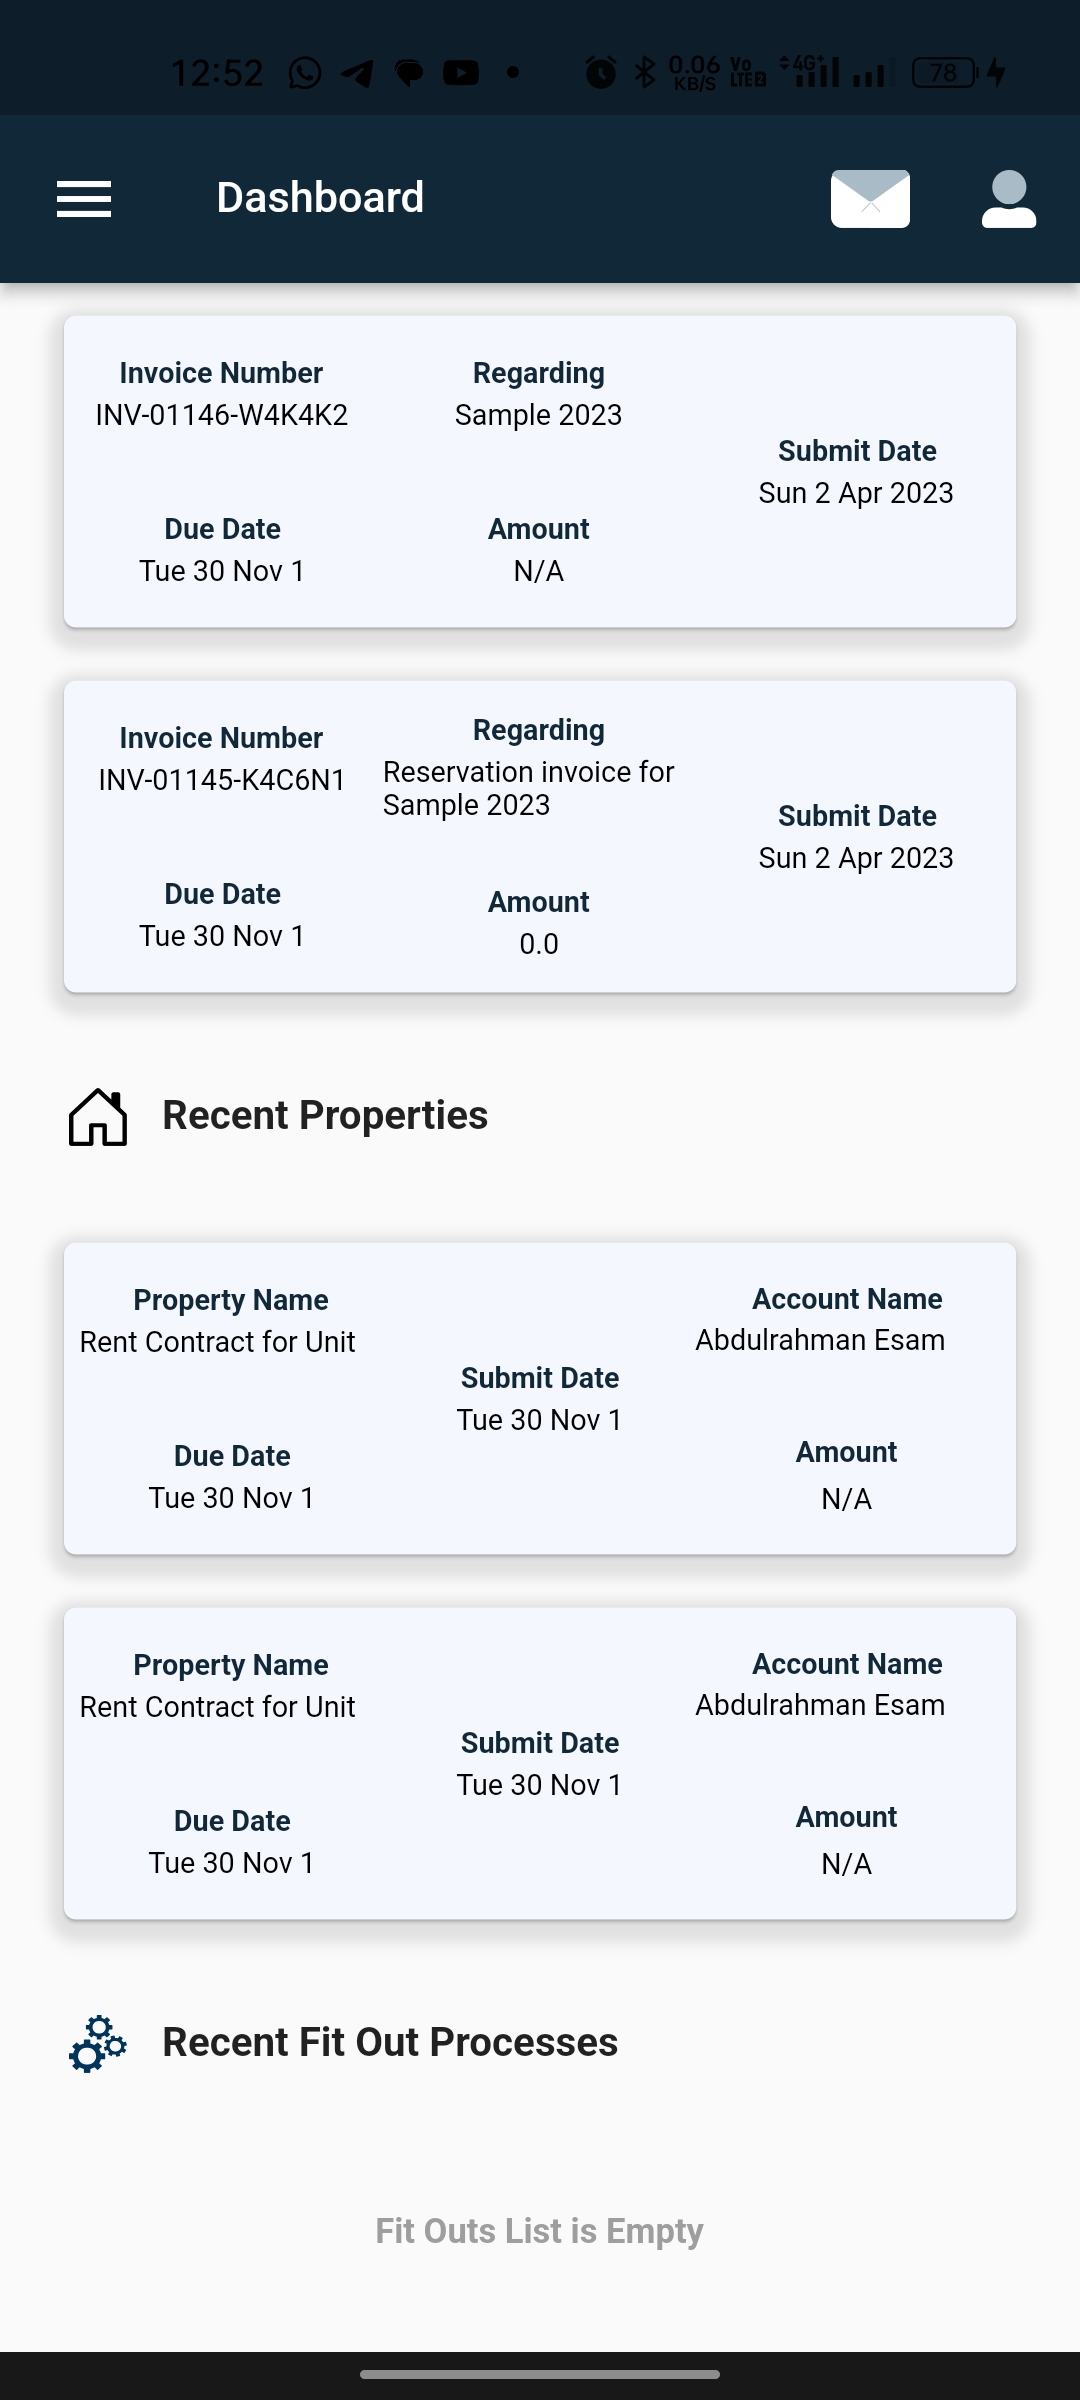 12:52
0.06
KB/S
Vo
LTE 2
4G+
78
Dashboard
Invoice Number
INV-01146-W4K4K2
Regarding
Sample 2023
Submit Date
Sun 2 Apr 2023
Due Date
Tue 30 Nov 1
Amount
N/A
Invoice Number
INV-01145-K4C6N1
Regarding
Reservation invoice for
Sample 2023
Submit Date
Sun 2 Apr 2023
Due Date
Tue 30 Nov 1
Amount
0.0
Recent Properties
Property Name
Rent Contract for Unit
Account Name
Abdulrahman Esam
Submit Date
Tue 30 Nov 1
Due Date
Tue 30 Nov 1
Amount
N/A
Property Name
Rent Contract for Unit
Account Name
Abdulrahman Esam
Submit Date
Tue 30 Nov 1
Due Date
Tue 30 Nov 1
Amount
N/A
Recent Fit Out Processes
Fit Outs List is Empty